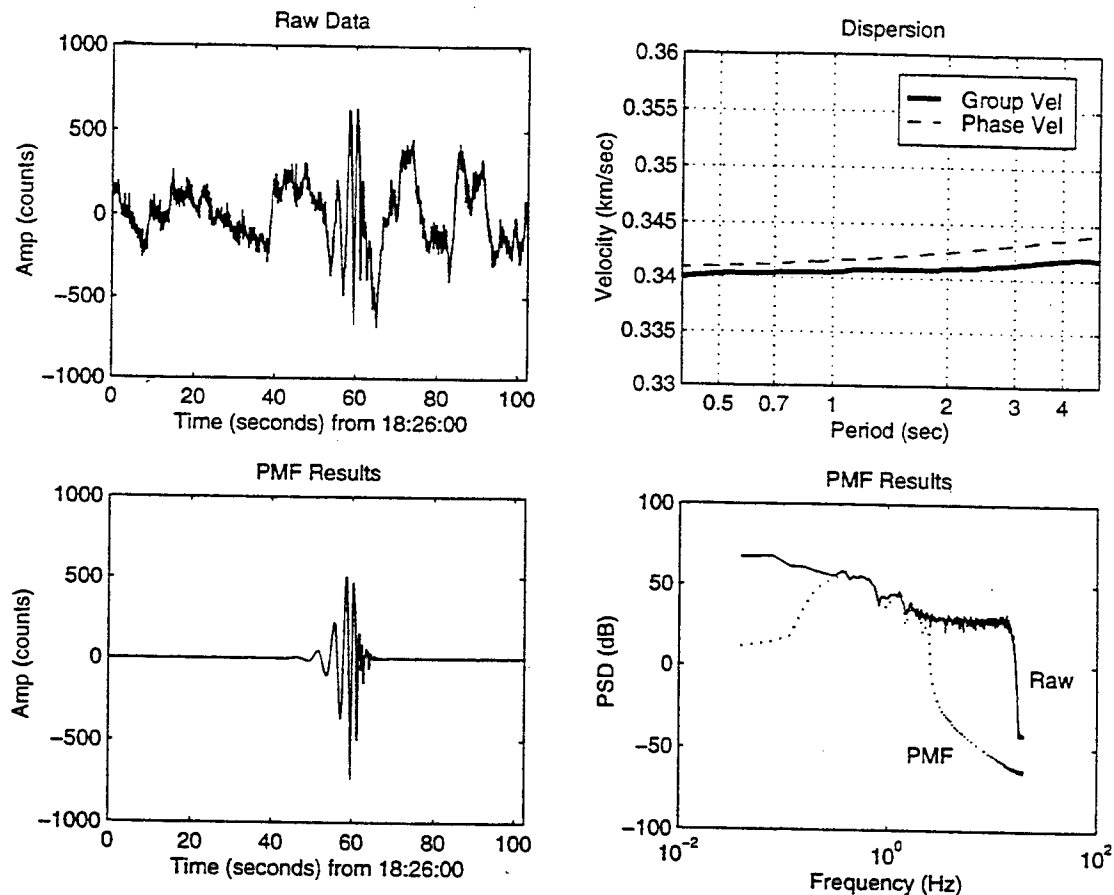 Raw Data
1000
500
0
−500
−1000
Amp (counts)
0 20 40 60 80 100
Time (seconds) from 18:26:00
Dispersion
0.36
0.355
0.35
0.345
0.34
0.335
0.33
Velocity (km/sec)
Group Vel
Phase Vel
0.5 0.7 1 2 3 4
Period (sec)
PMF Results
1000
500
0
−500
−1000
Amp (counts)
0 20 40 60 80 100
Time (seconds) from 18:26:00
PMF Results
100
50
0
−50
−100
PSD (dB)
Raw
PMF
10⁻² 10⁰ 10²
Frequency (Hz)